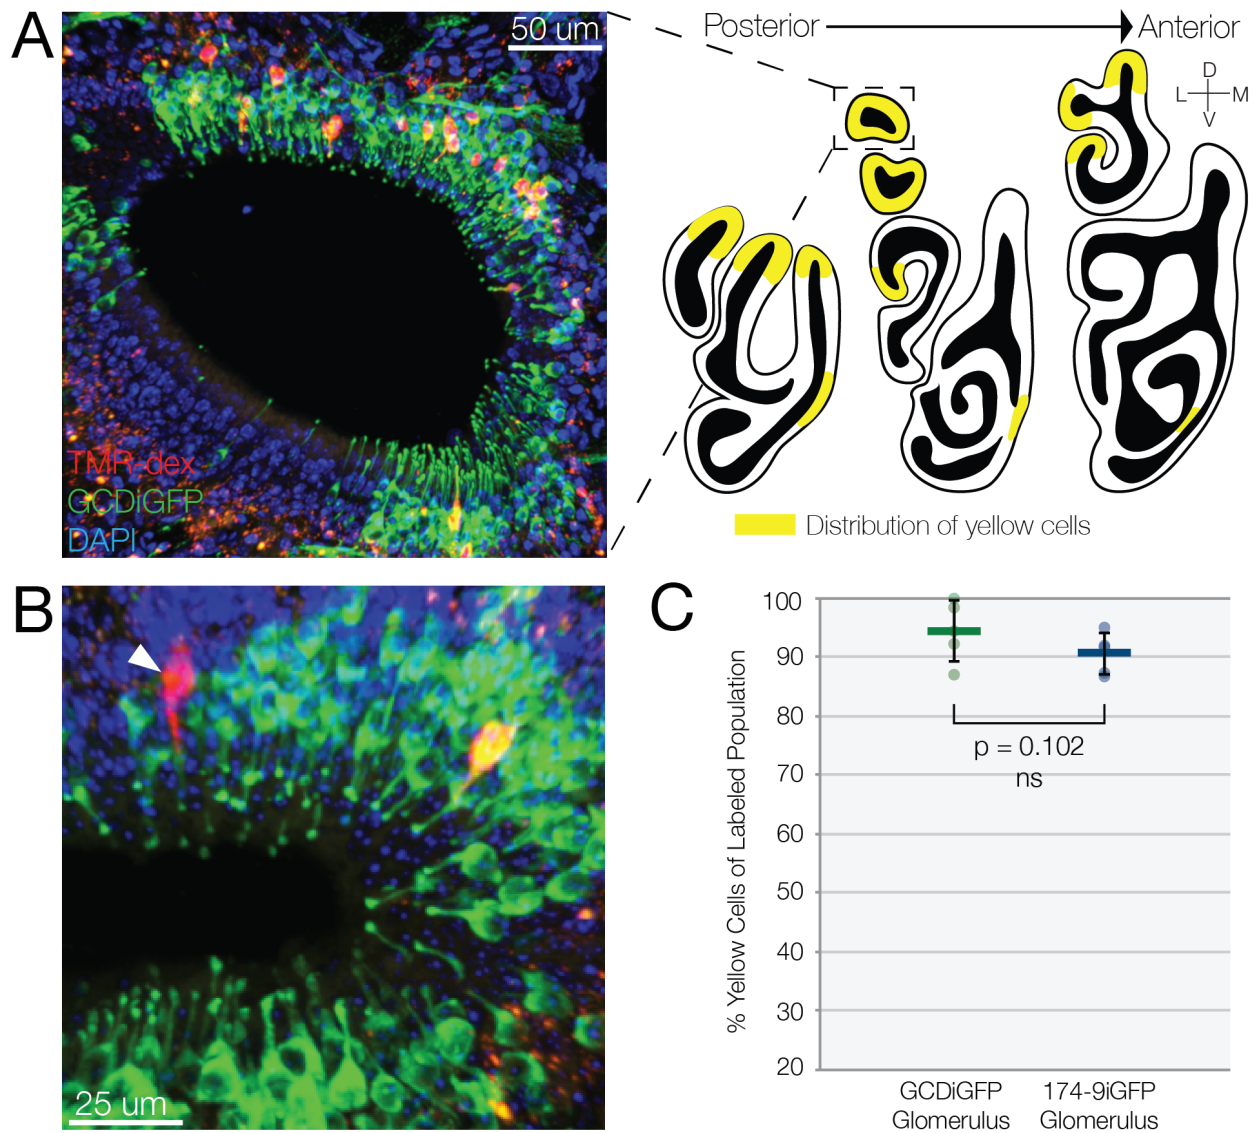 A
50 um
Posterior
Anterior
D
L
M
V
TMR-dex
GCDiGFP
DAPI
Distribution of yellow cells
B
25 um
C
% Yellow Cells of Labeled Population
100
90
80
70
60
50
40
30
20
p = 0.102
ns
GCDiGFP
Glomerulus
174-9iGFP
Glomerulus